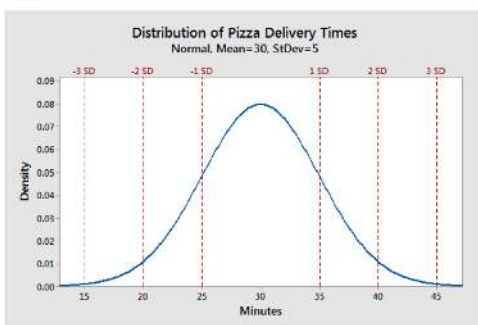 Distribution of Pizza Delivery Times
Normal, Mean=30, StDev=5
-3 SD -2 SD -1 SD 1 SD 2 SD 3 SD
0.09
0.08
0.07
0.06
0.05
0.04
0.03
0.02
0.01
0.00
Density
15 20 25 30 35 40 45
Minutes